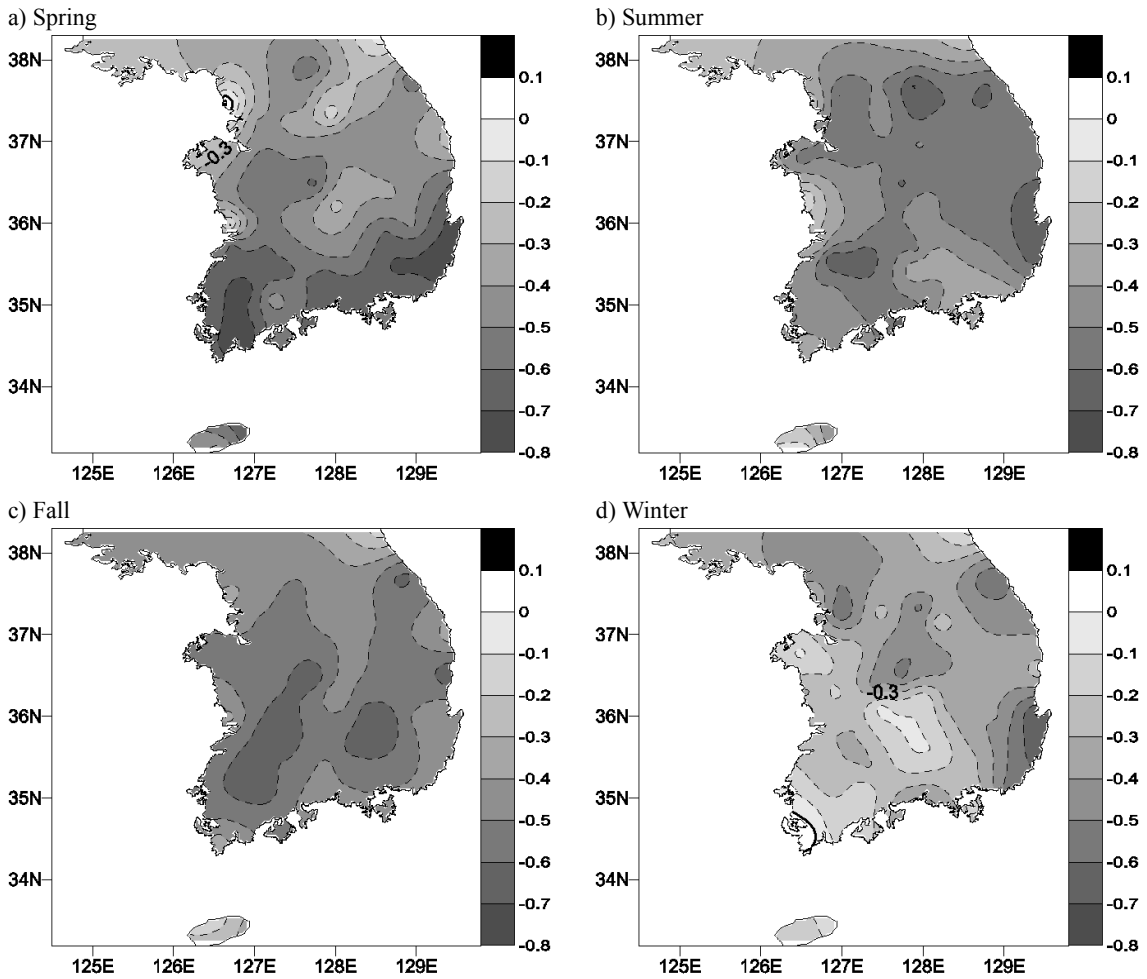 a) Spring
38N
37N
36N
35N
34N
125E 126E 127E 128E 129E
0
-0.3
0.1
0
-0.1
-0.2
-0.3
-0.4
-0.5
-0.6
-0.7
-0.8
b) Summer
38N
37N
36N
35N
34N
125E 126E 127E 128E 129E
0.1
0
-0.1
-0.2
-0.3
-0.4
-0.5
-0.6
-0.7
-0.8
c) Fall
38N
37N
36N
35N
34N
125E 126E 127E 128E 129E
0.1
0
-0.1
-0.2
-0.3
-0.4
-0.5
-0.6
-0.7
-0.8
d) Winter
38N
37N
36N
35N
34N
125E 126E 127E 128E 129E
-0.3
0.1
0
-0.1
-0.2
-0.3
-0.4
-0.5
-0.6
-0.7
-0.8